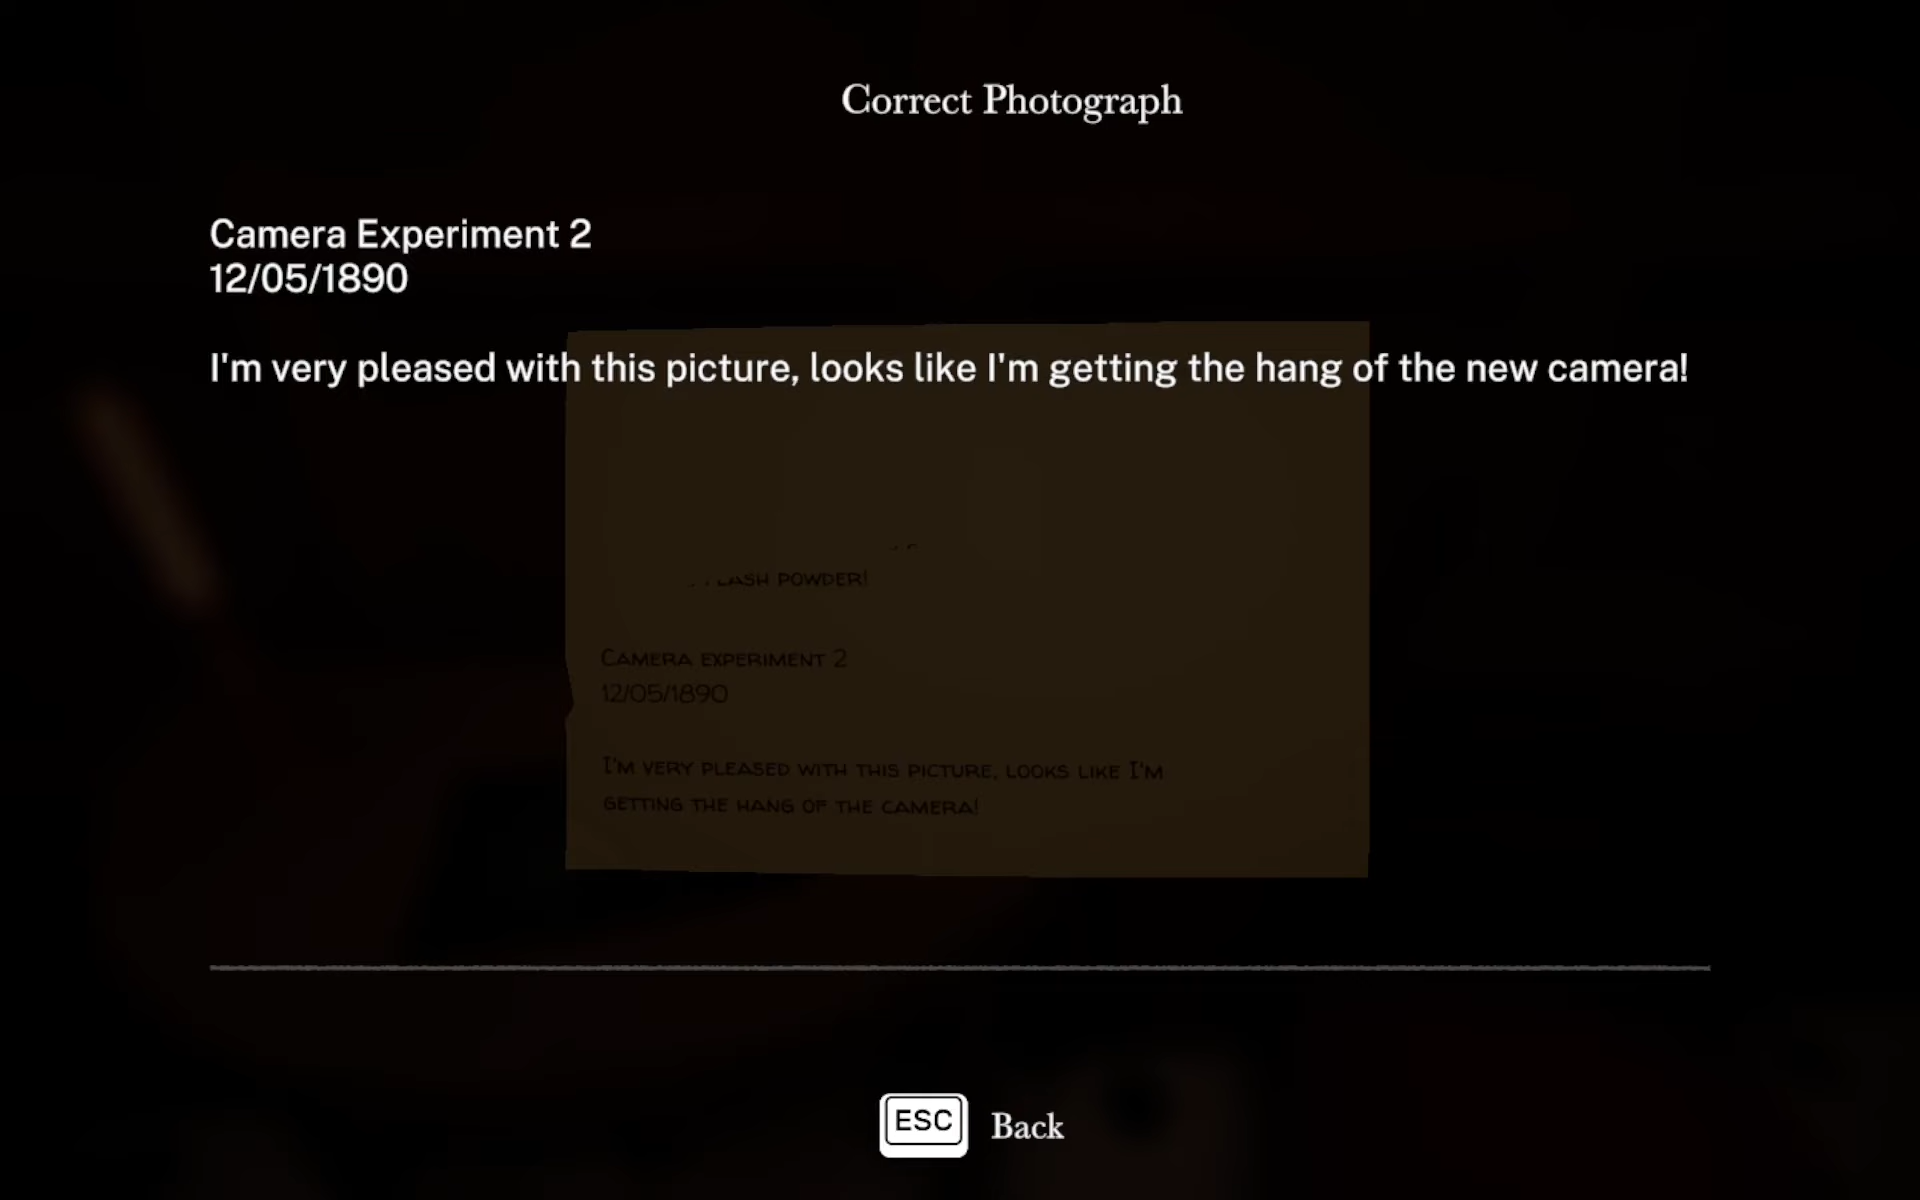 Correct Photograph
Camera Experiment 2
12/05/1890
I'm very pleased with this picture, looks like I'm getting the hang of the new camera!
POWDER!
CAMERA EXPERIMENT 2
12/05/1890
I'M VERY PLEASED WITH THIS PICTURE, LOOKS LIKE I'M
GETTING THE HANG OF THE CAMERA!
ESC Back